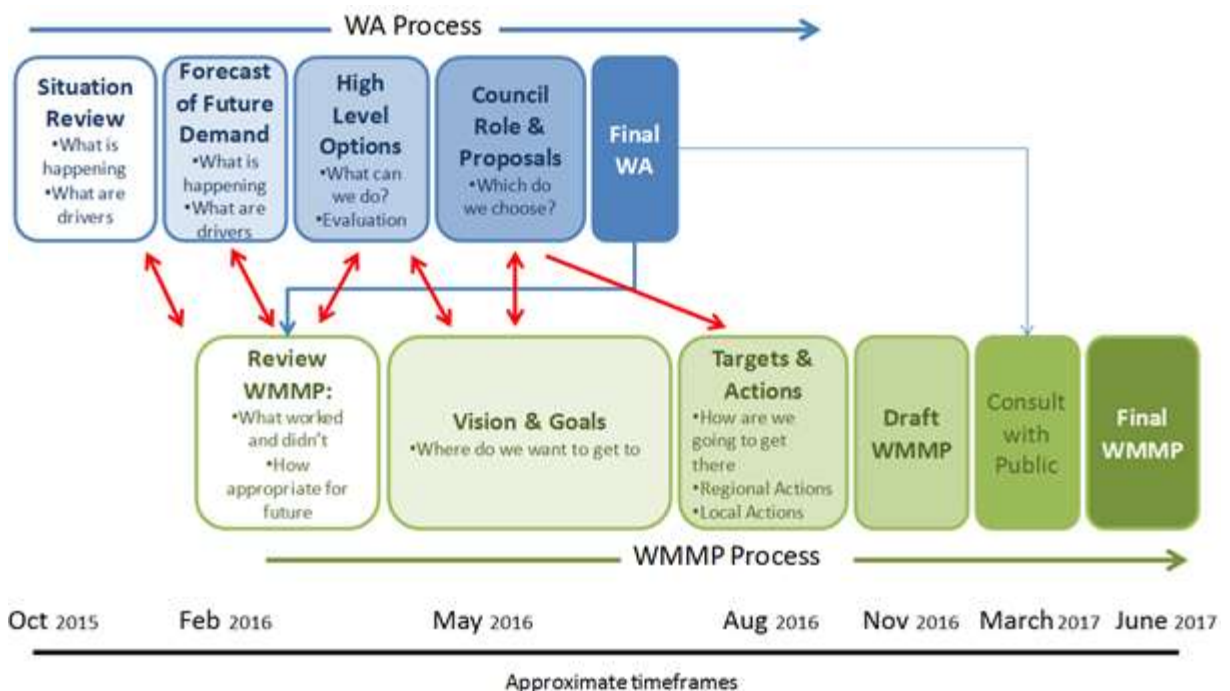 WA Process
Situation
Review
•What is
happening
•What are
drivers
Forecast
of Future
Demand
•What is
happening
•What are
drivers
High
Level
Options
•What can
we do?
•Evaluation
Council
Role &
Proposals
•Which do
we choose?
Final
WA
Review
WMMP:
•What worked
and didn't
•How
appropriate for
future
Vision & Goals
•Where do we want to get to
Targets &
Actions
•How are we
going to get
there
•Regional Actions
•Local Actions
Draft
WMMP
Consult
with
Public
Final
WMMP
WMMP Process
Oct 2015
Feb 2016
May 2016
Aug 2016
Nov 2016
March 2017
June 2017
Approximate timeframes